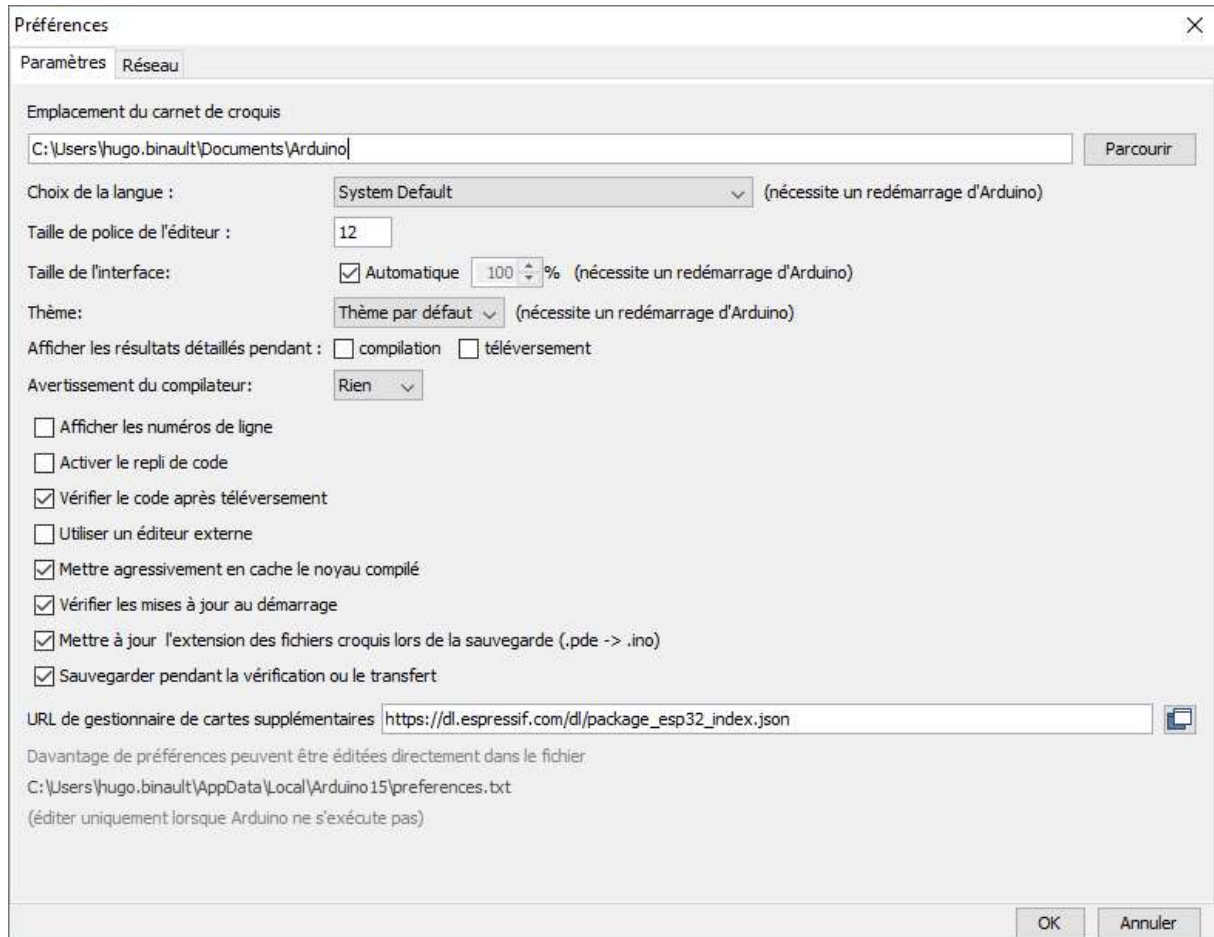 Préférences
Paramètres Réseau
Emplacement du carnet de croquis
C:\Users\hugo.binault\Documents\Arduino Parcourir
Choix de la langue : System Default (nécessite un redémarrage d'Arduino)
Taille de police de l'éditeur : 12
Taille de l'interface: Automatique 100 % (nécessite un redémarrage d'Arduino)
Thème: Thème par défaut (nécessite un redémarrage d'Arduino)
Afficher les résultats détaillés pendant : compilation téléversement
Avertissement du compilateur: Rien
Afficher les numéros de ligne
Activer le repli de code
Vérifier le code après téléversement
Utiliser un éditeur externe
Mettre agressivement en cache le noyau compilé
Vérifier les mises à jour au démarrage
Mettre à jour l'extension des fichiers croquis lors de la sauvegarde (.pde -> .ino)
Sauvegarder pendant la vérification ou le transfert
URL de gestionnaire de cartes supplémentaires https://dl.espressif.com/dl/package_esp32_index.json
Davantage de préférences peuvent être éditées directement dans le fichier
C:\Users\hugo.binault\AppData\Local\Arduino15\preferences.txt
(éditer uniquement lorsque Arduino ne s'exécute pas)
OK Annuler